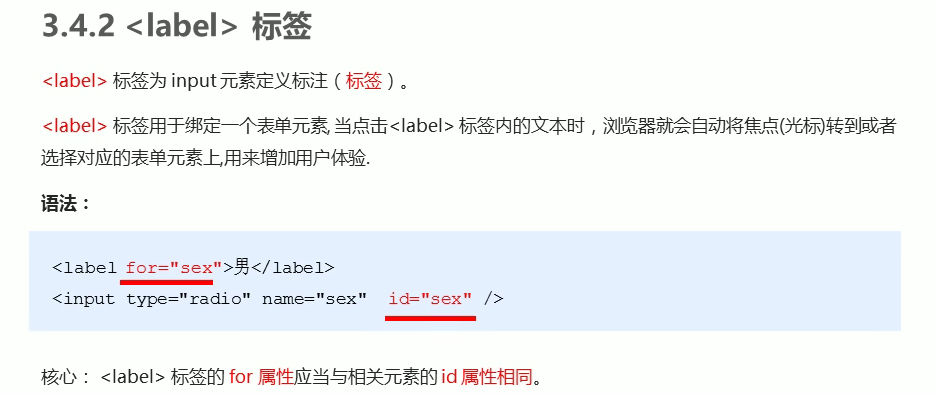 3.4.2 <label> 标签
<label> 标签为 input 元素定义标注（标签）。
<label> 标签用于绑定一个表单元素, 当点击<label> 标签内的文本时，浏览器就会自动将焦点(光标)转到或者
选择对应的表单元素上,用来增加用户体验.
语法：
<label for="sex">男</label>
<input type="radio" name="sex"  id="sex" />
核心： <label> 标签的 for 属性应当与相关元素的 id 属性相同。